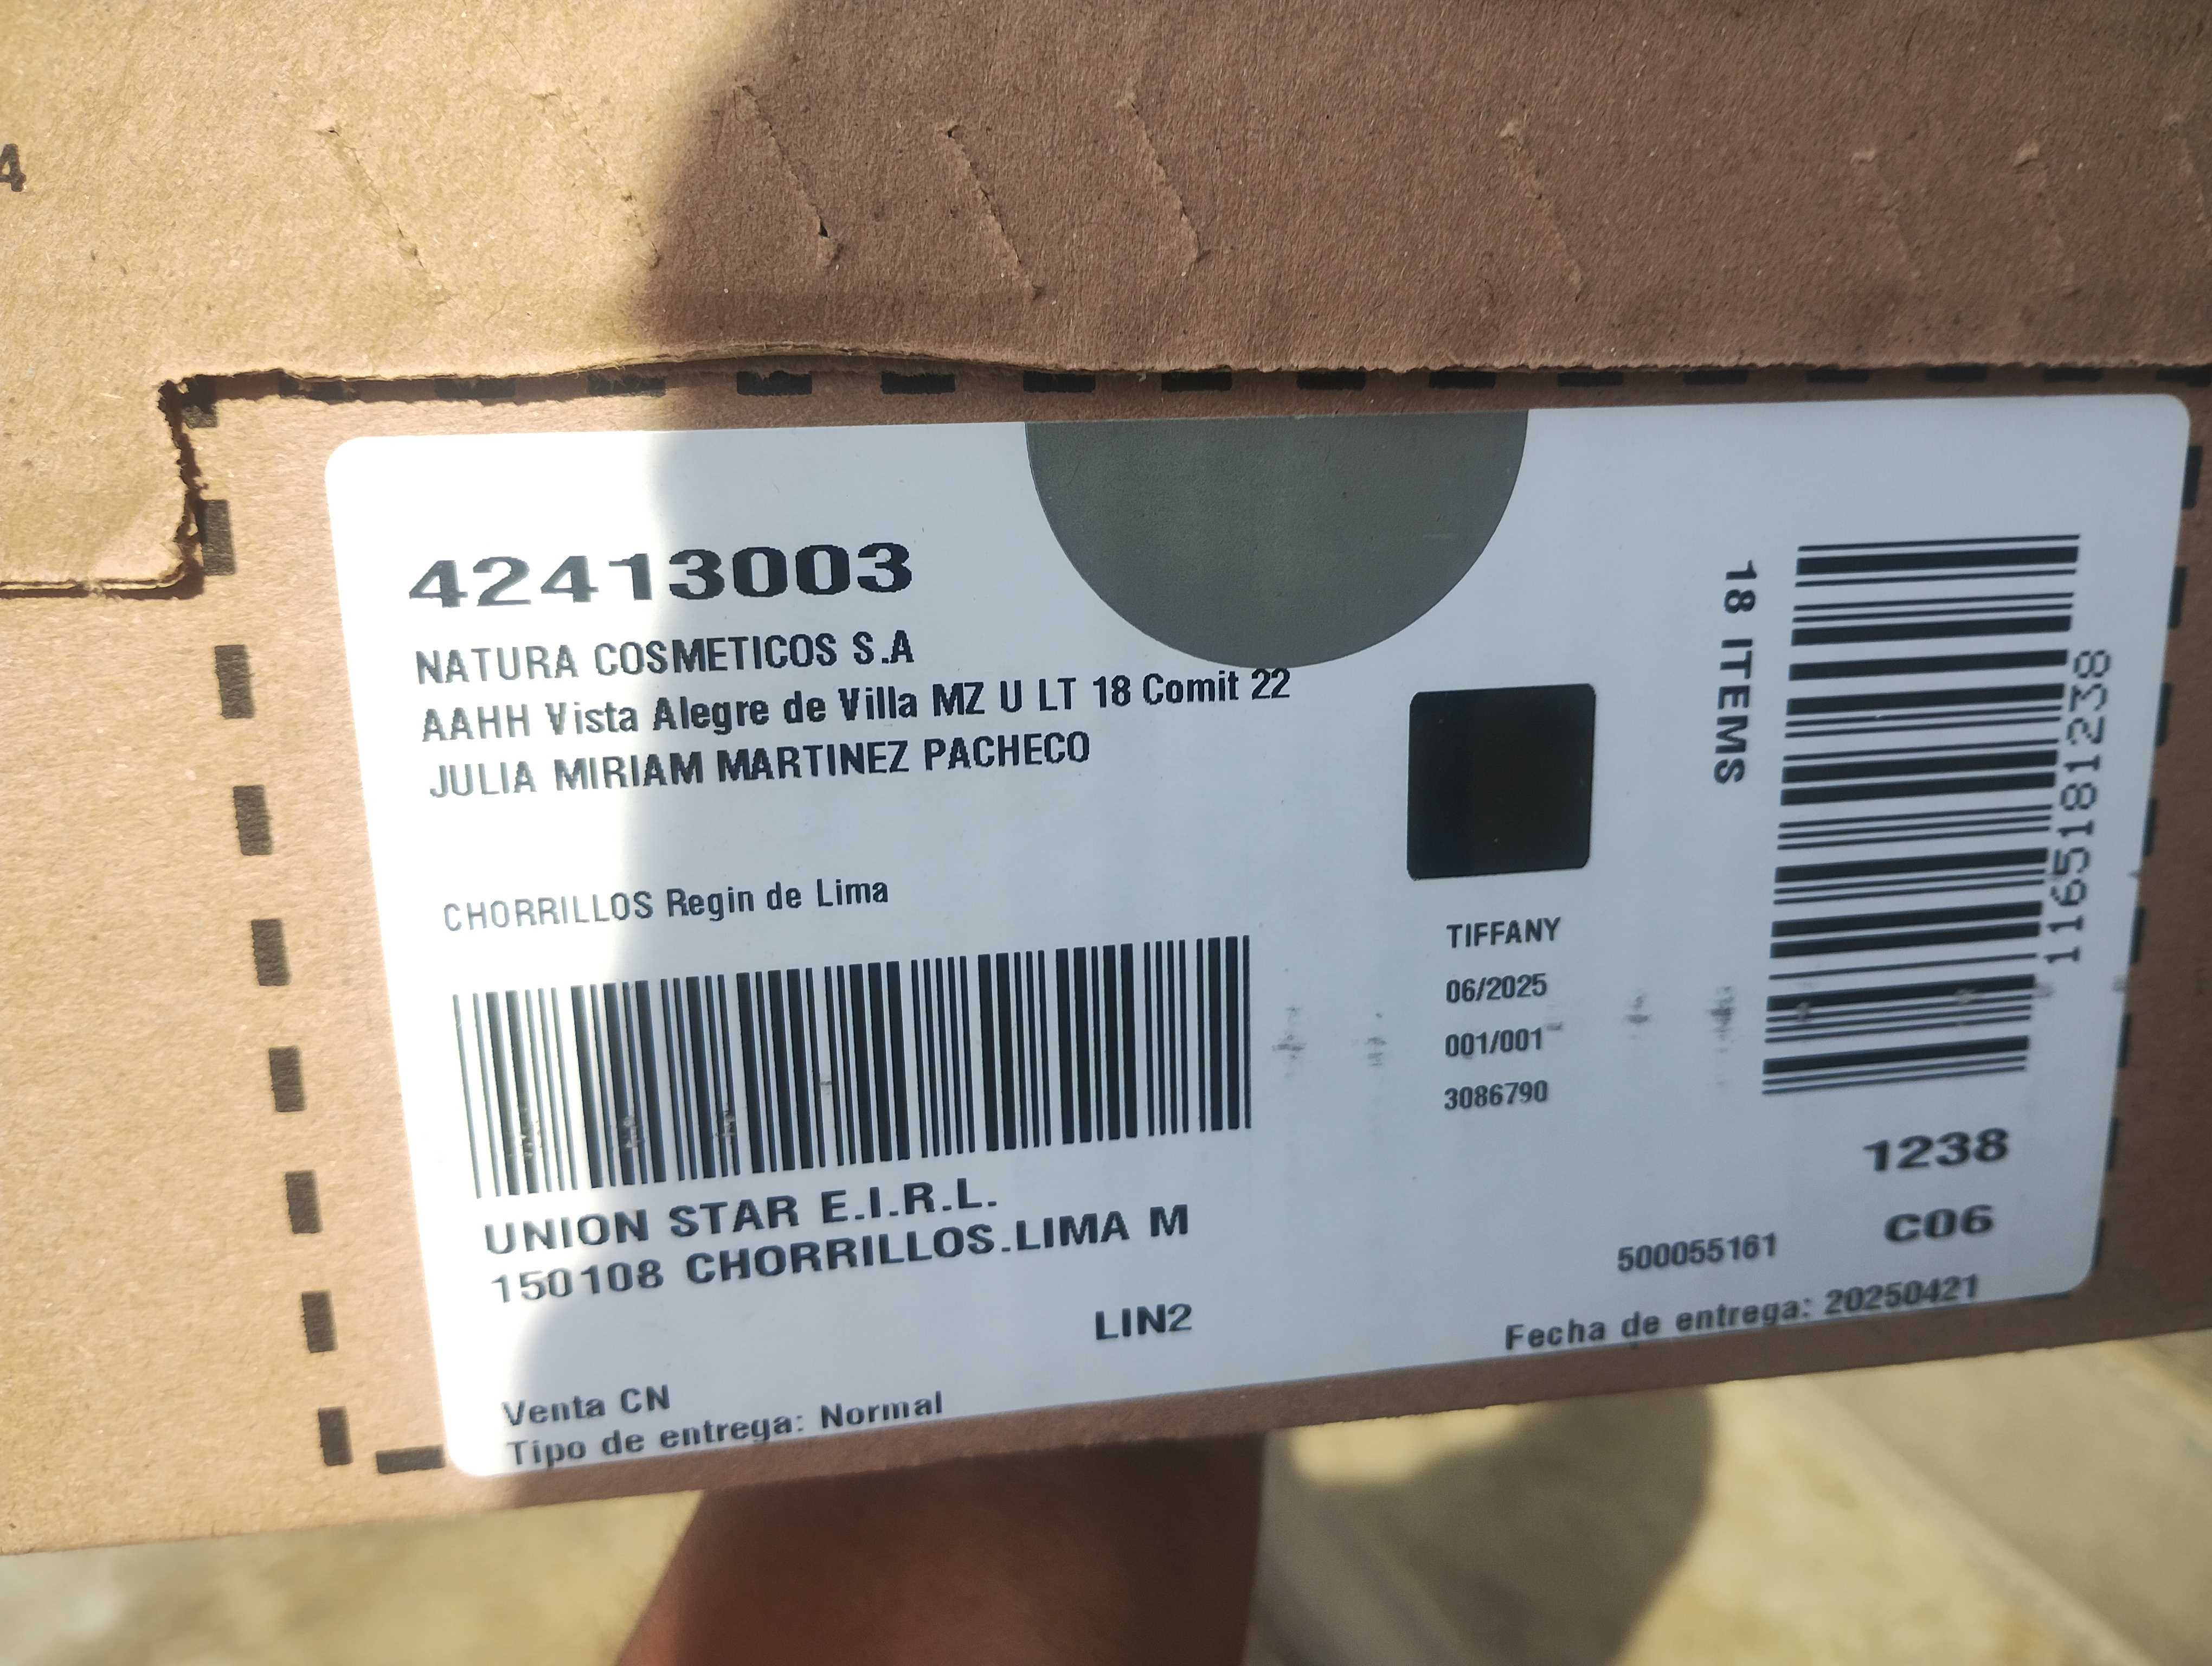 4
42413003
NATURA COSMETICOS S.A
AAHH Vista Alegre de Villa MZ U LT 18 Comit 22
JULIA MIRIAM MARTINEZ PACHECO
CHORRILLOS Regin de Lima
UNION STAR E.I.R.L.
150108 CHORRILLOS.LIMA M
LIN2
Venta CN
Tipo de entrega: Normal
TIFFANY
06/2025
001/001
3086790
18 ITEMS
1165181238
1238
C06
500055161
Fecha de entrega: 20250421